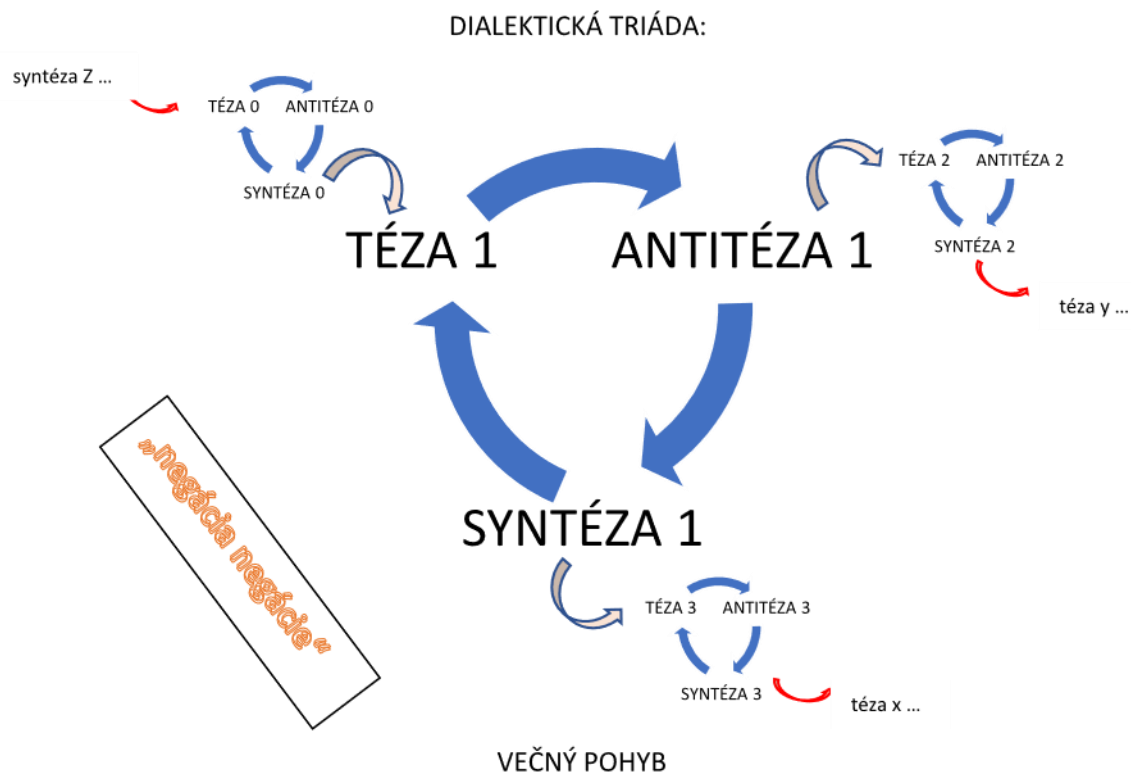 DIALEKTICKÁ TRIÁDA:
syntéza Z ...
TÉZA 0
ANTITÉZA 0
SYNTÉZA 0
TÉZA 1
ANTITÉZA 1
TÉZA 2
ANTITÉZA 2
SYNTÉZA 2
téza y ...
„negácia negácie“
SYNTÉZA 1
TÉZA 3
ANTITÉZA 3
SYNTÉZA 3
téza x ...
VEČNÝ POHYB